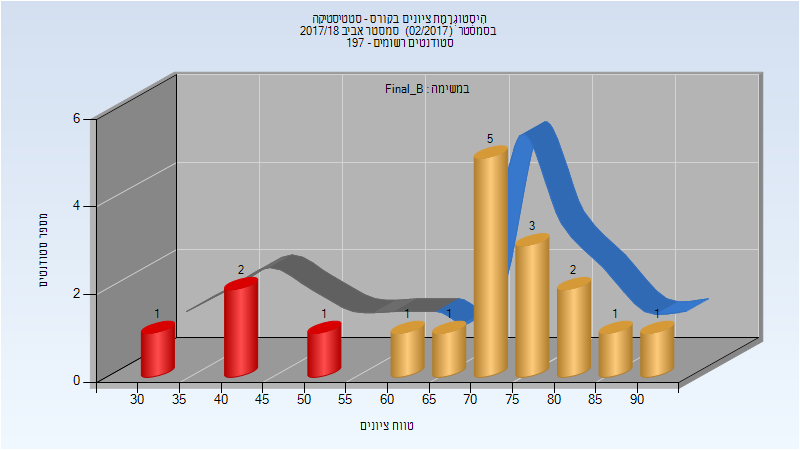 היסטוגרמת ציונים בקורס - סטטיסטיקה
בסמסטר (02/2017) סמסטר אביב 2017/18
סטודנטים רשומים - 197
במשימה : Final_B
מספר סטודנטים
6
4
2
0
1
2
1
1
1
5
3
2
1
1
30 35 40 45 50 55 60 65 70 75 80 85 90
טווח ציונים